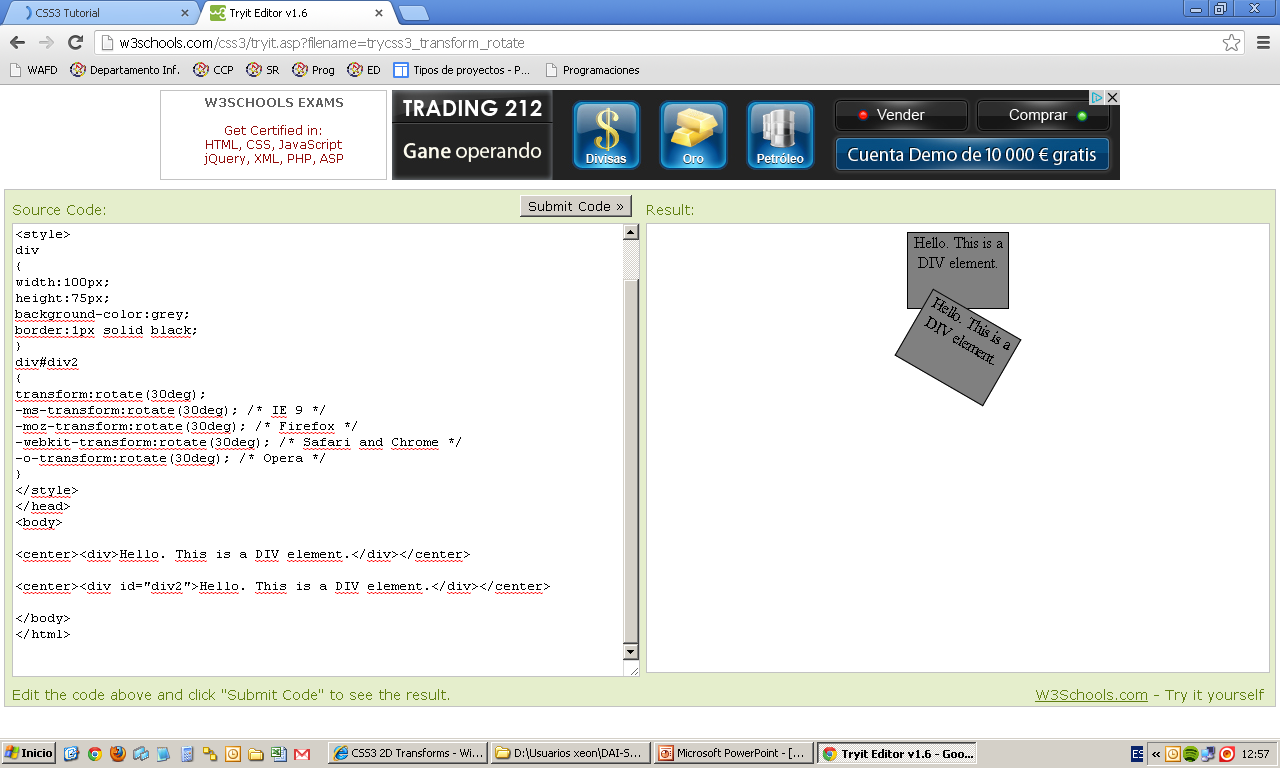 CSS3 Tutorial
Tryit Editor v1.6
w3schools.com/css3/tryit.asp?filename=trycss3_transform_rotate
WAFD
Departamento Inf.
CCP
SR
Prog
ED
Tipos de proyectos - P...
Programaciones
W3SCHOOLS EXAMS
Get Certified in:
HTML, CSS, JavaScript
jQuery, XML, PHP, ASP
TRADING 212
Gane operando
Divisas
Oro
Petróleo
Vender
Comprar
Cuenta Demo de 10 000 € gratis
Source Code:
Submit Code »
Result:
<style>
div
{
width:100px;
height:75px;
background-color:grey;
border:1px solid black;
}
div#div2
{
transform:rotate(30deg);
-ms-transform:rotate(30deg); /* IE 9 */
-moz-transform:rotate(30deg); /* Firefox */
-webkit-transform:rotate(30deg); /* Safari and Chrome */
-o-transform:rotate(30deg); /* Opera */
}
</style>
</head>
<body>
<center><div>Hello. This is a DIV element.</div></center>
<center><div id="div2">Hello. This is a DIV element.</div></center>
</body>
</html>
Hello. This is a
DIV element.
Hello. This is a
DIV element.
Edit the code above and click "Submit Code" to see the result.
W3Schools.com - Try it yourself
Inicio
CSS3 2D Transforms - Wi...
D:\Usuarios xeon\DAI-S...
Microsoft PowerPoint - [...
Tryit Editor v1.6 - Goo...
ES
«
12:57